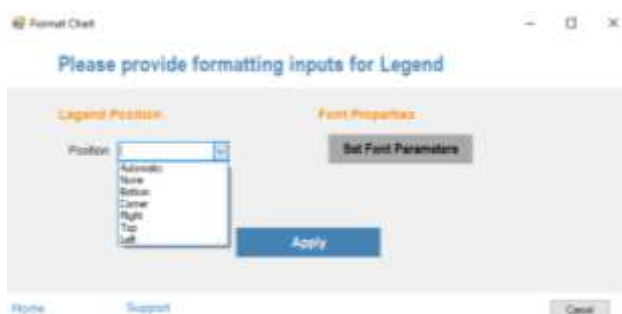 Format Chart
Please provide formatting inputs for Legend
Legend Position
Font Properties
Position
Set Font Parameters
Automatic
None
Bottom
Corner
Right
Top
Left
Apply
Home
Support
Cancel